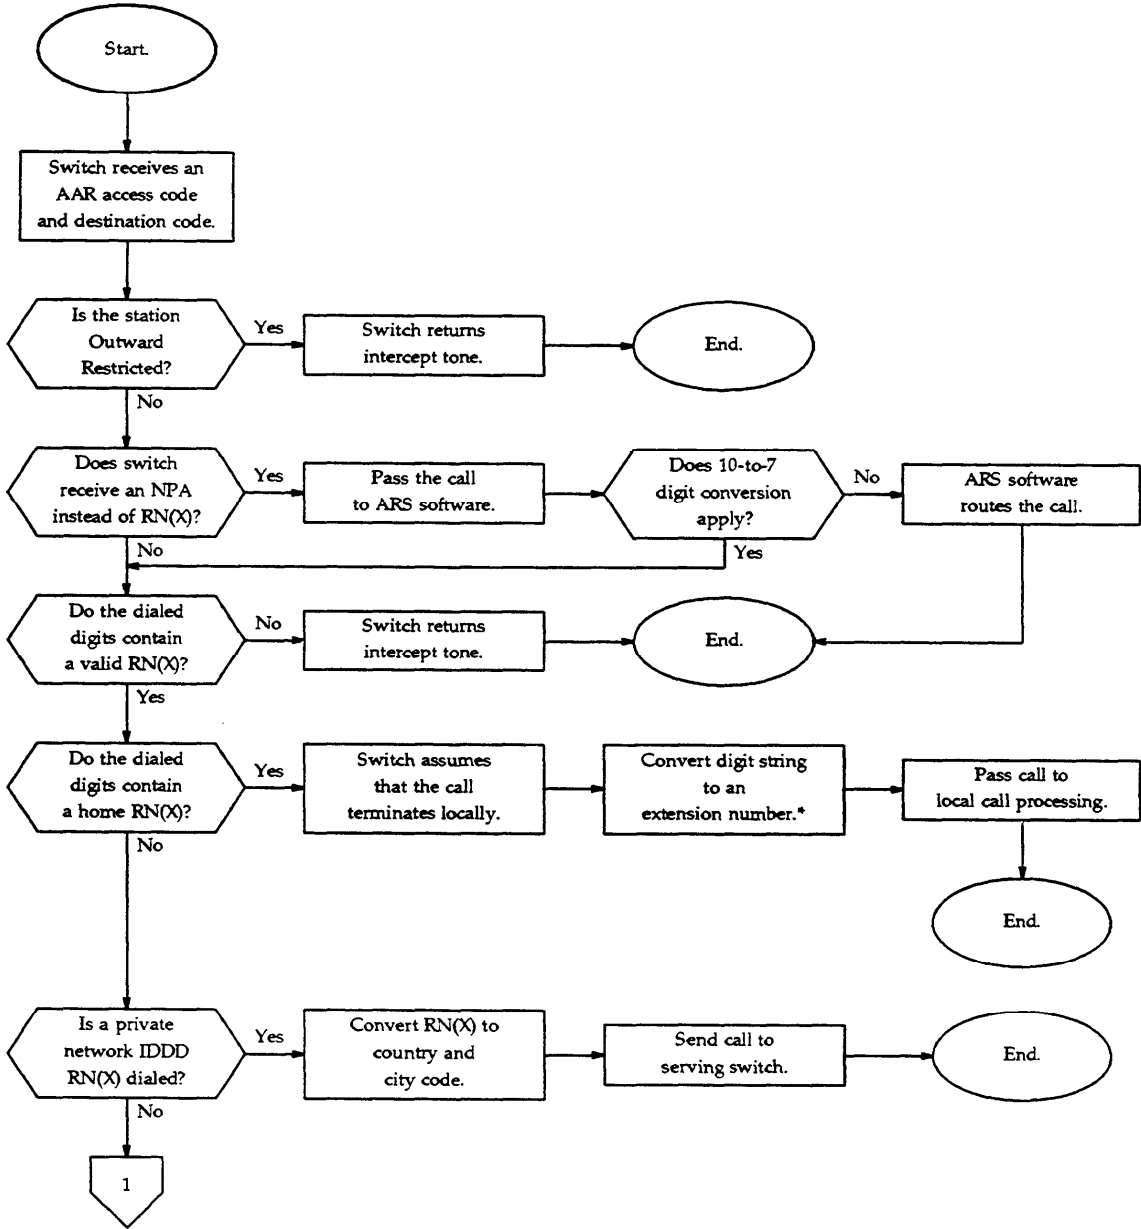 Start.
Switch receives an
AAR access code
and destination code.
Is the station
Outward
Restricted?
Yes
Switch returns
intercept tone.
End.
No
Does switch
receive an NPA
instead of RN(X)?
Yes
Pass the call
to ARS software.
Does 10-to-7
digit conversion
apply?
No
ARS software
routes the call.
No
Yes
Do the dialed
digits contain
a valid RN(X)?
No
Switch returns
intercept tone.
End.
Yes
Do the dialed
digits contain
a home RN(X)?
Yes
Switch assumes
that the call
terminates locally.
Convert digit string
to an
extension number.*
Pass call to
local call processing.
No
End.
Is a private
network IDDD
RN(X) dialed?
Yes
Convert RN(X) to
country and
city code.
Send call to
serving switch.
End.
No
1